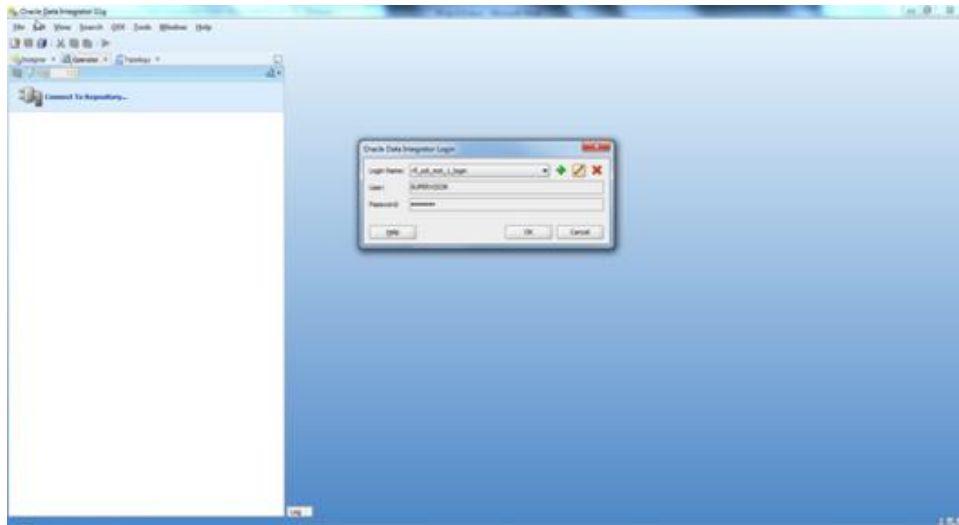 Oracle Data Integrator 11g
File Edit View Search ODI Tools Window Help
Designer Operator Topology
Connect To Repository...
Oracle Data Integrator Login
Login Name:
User: SUPERVISOR
Password: ••••••••
Help OK Cancel
Log